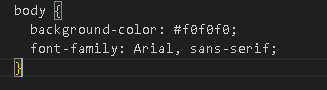 body {
  background-color: #f0f0f0;
  font-family: Arial, sans-serif;
}